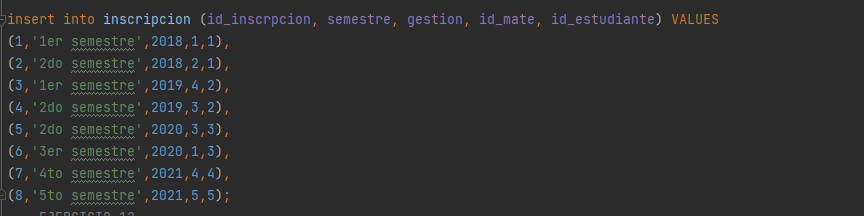 insert into inscripcion (id_inscrpcion, semestre, gestion, id_mate, id_estudiante) VALUES
(1,'1er semestre',2018,1,1),
(2,'2do semestre',2018,2,1),
(3,'1er semestre',2019,4,2),
(4,'2do semestre',2019,3,2),
(5,'2do semestre',2020,3,3),
(6,'3er semestre',2020,1,3),
(7,'4to semestre',2021,4,4),
(8,'5to semestre',2021,5,5);